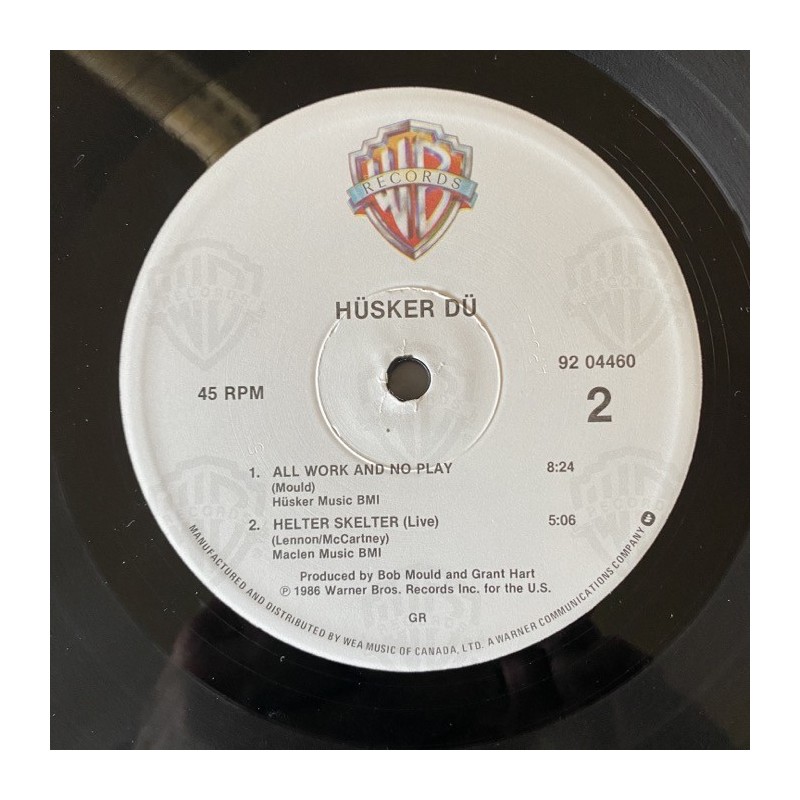 WB
RECORDS
HÜSKER DÜ
45 RPM
92 04460
2
1. ALL WORK AND NO PLAY 8:24
(Mould)
Hüsker Music BMI
2. HELTER SKELTER (Live) 5:06
(Lennon/McCartney)
Maclen Music BMI
Produced by Bob Mould and Grant Hart
℗ 1986 Warner Bros. Records Inc. for the U.S.
GR
MANUFACTURED AND DISTRIBUTED BY WEA MUSIC OF CANADA, LTD. A WARNER COMMUNICATIONS COMPANY